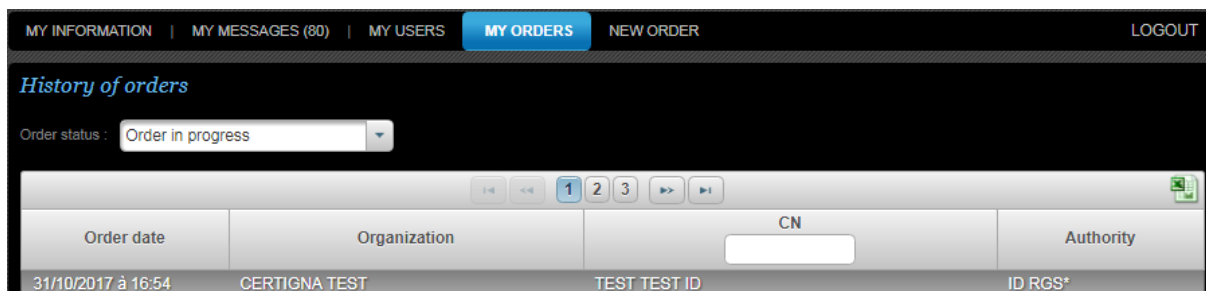 MY INFORMATION | MY MESSAGES (80) | MY USERS MY ORDERS NEW ORDER LOGOUT
History of orders
Order status : Order in progress
1 2 3
CN
Order date Organization Authority
31/10/2017 à 16:54 CERTIGNA TEST TEST TEST ID ID RGS*